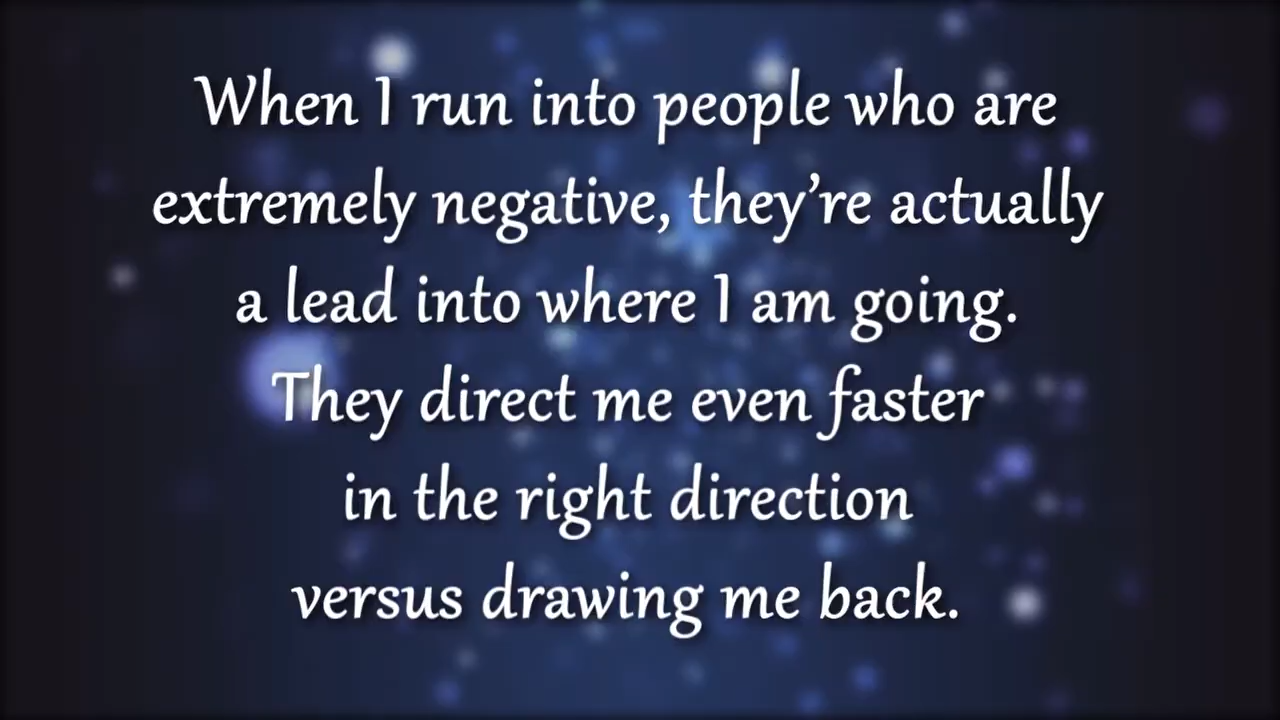 When I run into people who are
extremely negative, they’re actually
a lead into where I am going.
They direct me even faster
in the right direction
versus drawing me back.